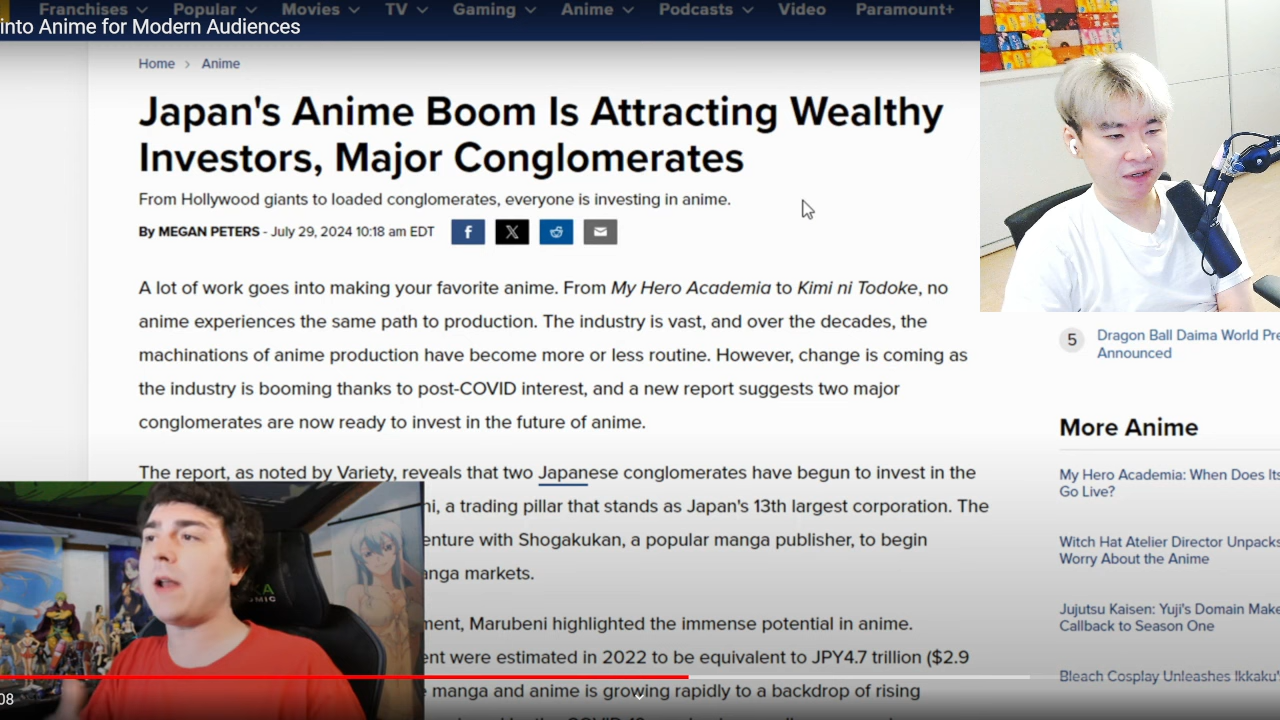 Franchises Popular Movies TV Gaming Anime Podcasts Video Paramount+
into Anime for Modern Audiences
Home > Anime
Japan's Anime Boom Is Attracting Wealthy
Investors, Major Conglomerates
From Hollywood giants to loaded conglomerates, everyone is investing in anime.
By MEGAN PETERS - July 29, 2024 10:18 am EDT
A lot of work goes into making your favorite anime. From My Hero Academia to Kimi ni Todoke, no
anime experiences the same path to production. The industry is vast, and over the decades, the
machinations of anime production have become more or less routine. However, change is coming as
the industry is booming thanks to post-COVID interest, and a new report suggests two major
conglomerates are now ready to invest in the future of anime.
The report, as noted by Variety, reveals that two Japanese conglomerates have begun to invest in the
ni, a trading pillar that stands as Japan's 13th largest corporation. The
enture with Shogakukan, a popular manga publisher, to begin
anga markets.
ment, Marubeni highlighted the immense potential in anime.
ent were estimated in 2022 to be equivalent to JPY4.7 trillion ($2.9
manga and anime is growing rapidly to a backdrop of rising
5 Dragon Ball Daima World Pre
Announced
More Anime
My Hero Academia: When Does Its
Go Live?
Witch Hat Atelier Director Unpacks
Worry About the Anime
Jujutsu Kaisen: Yuji's Domain Make
Callback to Season One
Bleach Cosplay Unleashes Ikkaku's
08